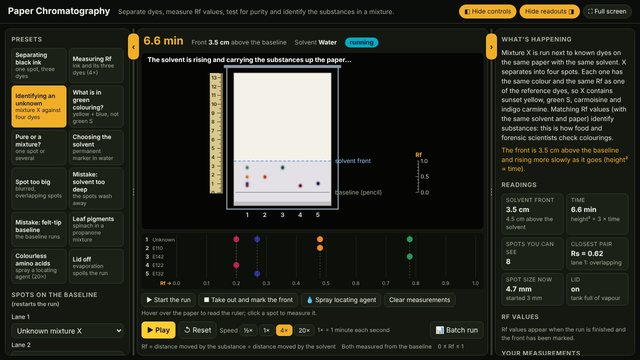 Paper Chromatography
Separate dyes, measure Rf values, test for purity and identify the substances in a mixture.
Hide controls
Hide readouts
Full screen
PRESETS
Separating black ink
one spot, three dyes
Measuring Rf
ink and its three dyes (4×)
Identifying an unknown
mixture X against four dyes
What is in green colouring?
yellow + blue, not green S
Pure or a mixture?
one spot or several
Choosing the solvent
permanent marker in water
Spot too big
blurred, overlapping spots
Mistake: solvent too deep
the spots wash away
Mistake: felt-tip baseline
the baseline runs
Leaf pigments
spinach in a propanone mixture
Colourless amino acids
spray a locating agent (20×)
Lid off
evaporation spoils the run
SPOTS ON THE BASELINE
(restarts the run)
Lane 1
Unknown mixture X
Lane 2
6.6 min
Front 3.5 cm above the baseline
Solvent Water
running
The solvent is rising and carrying the substances up the paper...
13
12
11
10
9
8
7
6
5
4
3
2
1
0
solvent front
baseline (pencil)
Rf
1.0
0.5
0.0
1 2 3 4 5
1 Unknown
2 E110
3 E142
4 E122
5 E132
Rf → 0.0 0.1 0.2 0.3 0.4 0.5 0.6 0.7 0.8 0.9 1.0
Start the run
Take out and mark the front
Spray locating agent
Clear measurements
Hover over the paper to read the ruler; click a spot to measure it.
Play
Reset
Speed ½× 1× 4× 20× 1× = 1 minute each second
Batch run
Rf = distance moved by the substance ÷ distance moved by the solvent Both measured from the baseline 0 ≤ Rf ≤ 1
WHAT'S HAPPENING
Mixture X is run next to known dyes on the same paper with the same solvent. X separates into four spots. Each one has the same colour and the same Rf as one of the reference dyes, so X contains sunset yellow, green S, carmoisine and indigo carmine. Matching Rf values (with the same solvent and paper) identify substances: this is how food and forensic scientists check colourings.
The front is 3.5 cm above the baseline and rising more slowly as it goes (height² ∝ time).
READINGS
SOLVENT FRONT
3.5 cm
4.5 cm above the solvent
TIME
6.6 min
height² = 3 × time
SPOTS YOU CAN SEE
8
CLOSEST PAIR
Rs = 0.62
lane 1: overlapping
SPOT SIZE NOW
4.7 mm
started 3 mm
LID
on
tank full of vapour
RF VALUES
Rf values appear when the run is finished and the front has been marked.
YOUR MEASUREMENTS